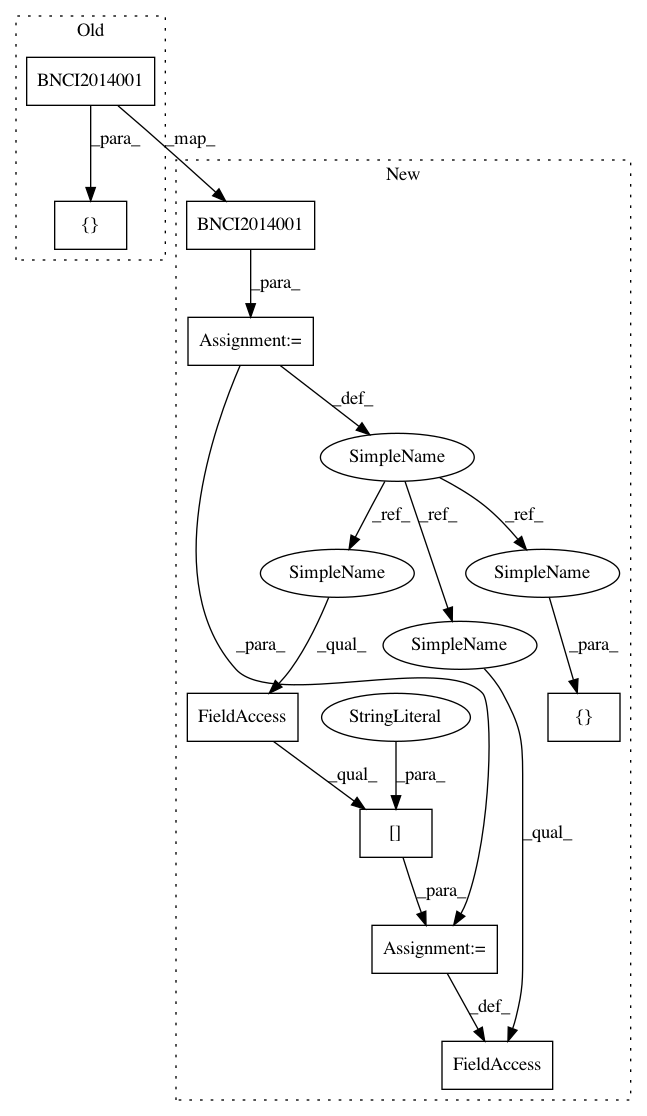 Old
BNCI2014001
_para_
_map_
New
{}
BNCI2014001
_para_
Assignment:=
_def_
SimpleName
_ref_
_ref_
_ref_
SimpleName
SimpleName
SimpleName
_para_
_qual_
_para_
FieldAccess
StringLiteral
{}
_qual_
_para_
[]
_qual_
_para_
Assignment:=
_def_
FieldAccess